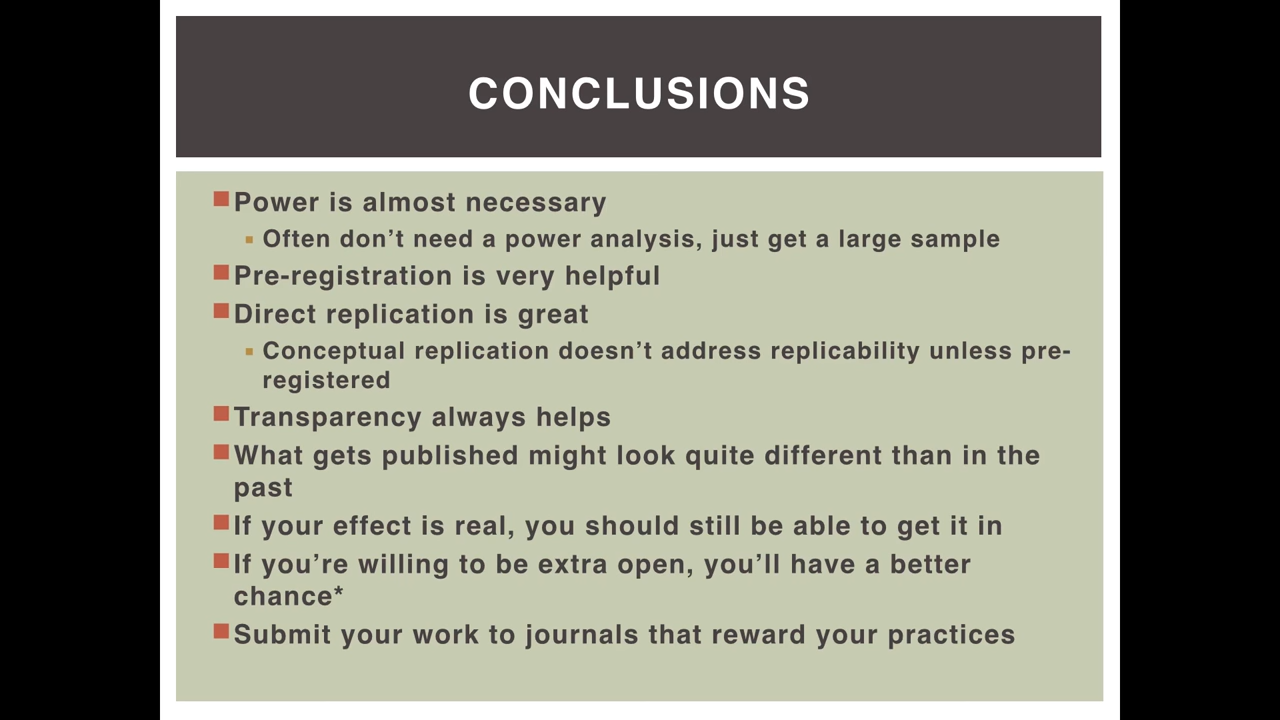 CONCLUSIONS
Power is almost necessary
Often don’t need a power analysis, just get a large sample
Pre-registration is very helpful
Direct replication is great
Conceptual replication doesn’t address replicability unless pre-
registered
Transparency always helps
What gets published might look quite different than in the
past
If your effect is real, you should still be able to get it in
If you’re willing to be extra open, you’ll have a better
chance*
Submit your work to journals that reward your practices